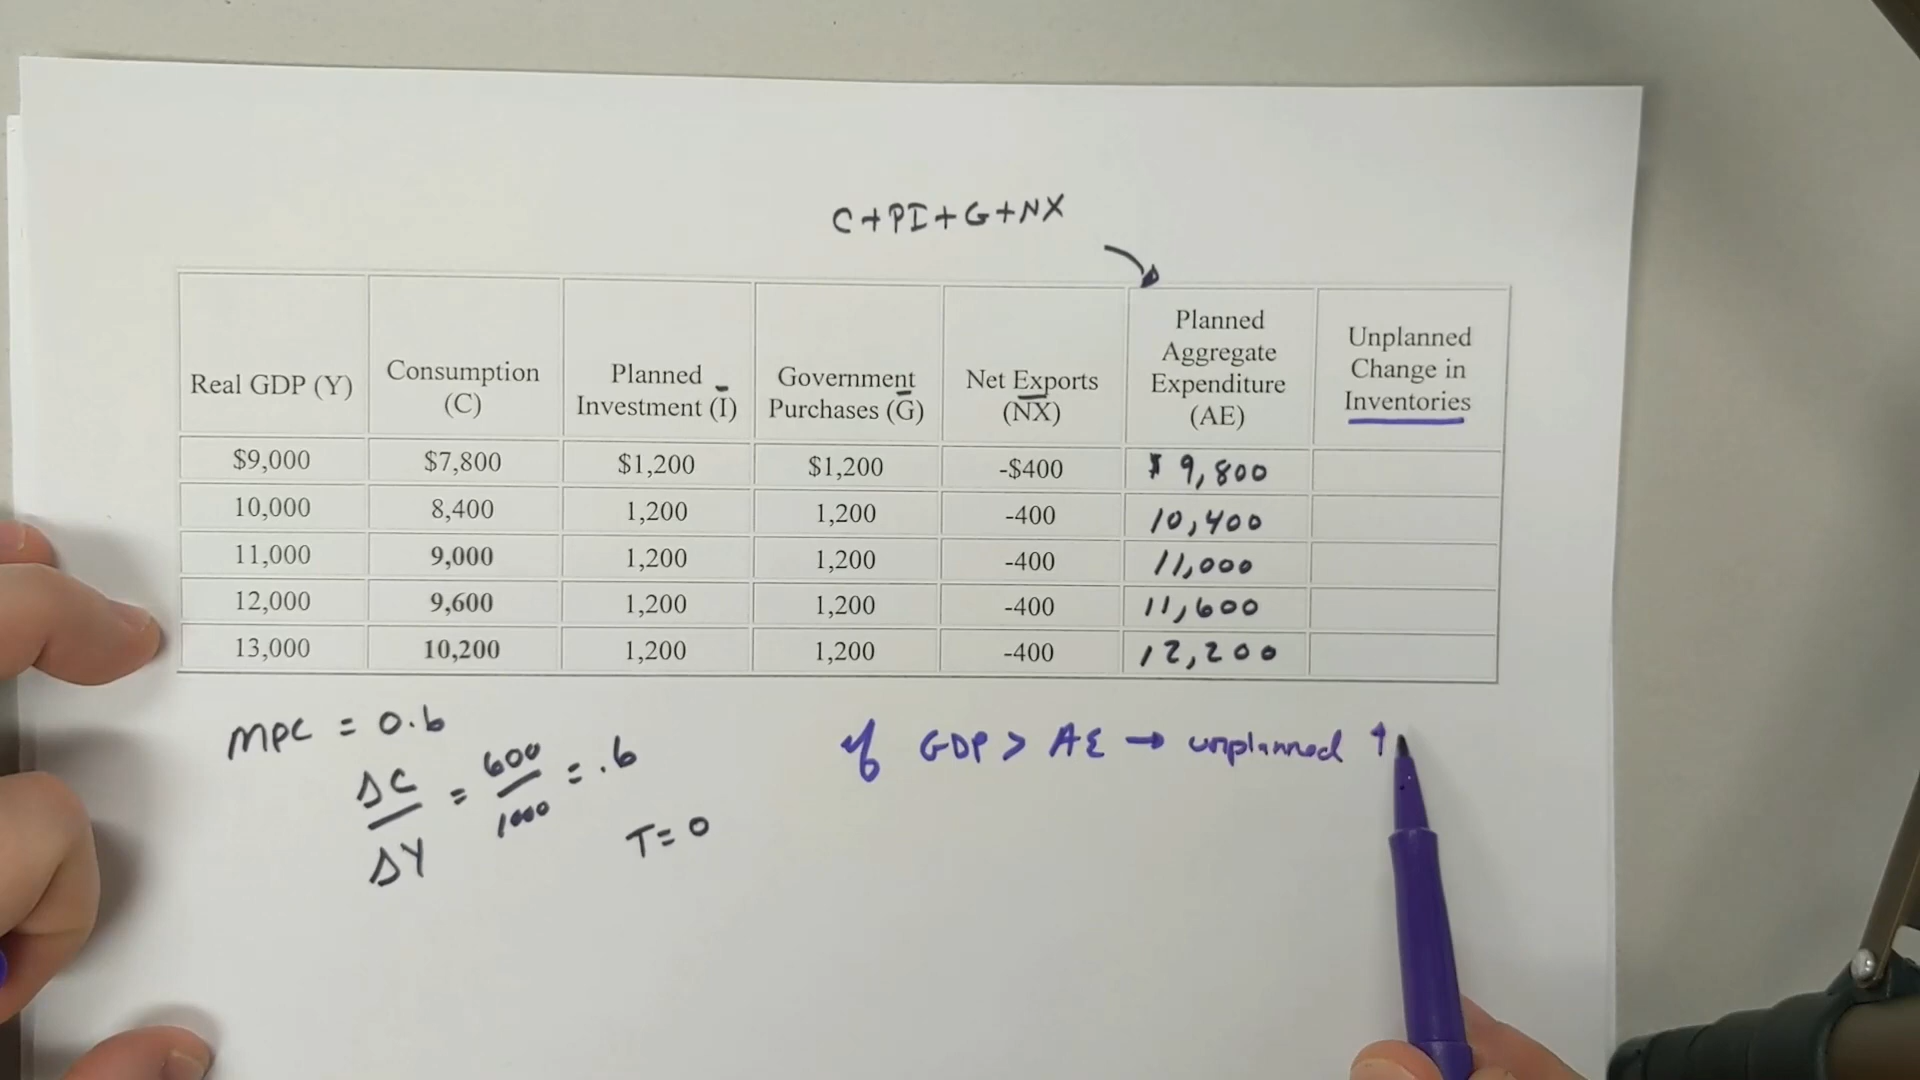 C+PI+G+NX
Real GDP (Y)
Consumption
(C)
Planned
Investment (I)
Government
Purchases (G)
Net Exports
(NX)
Planned
Aggregate
Expenditure
(AE)
Unplanned
Change in
Inventories
$9,000 $7,800 $1,200 $1,200 -$400 $9,800
10,000 8,400 1,200 1,200 -400 10,400
11,000 9,000 1,200 1,200 -400 11,000
12,000 9,600 1,200 1,200 -400 11,600
13,000 10,200 1,200 1,200 -400 12,200
MPC = 0.6
ΔC/ΔY = 600/1000 = .6
T = 0
if GDP > AE → unplanned ↑